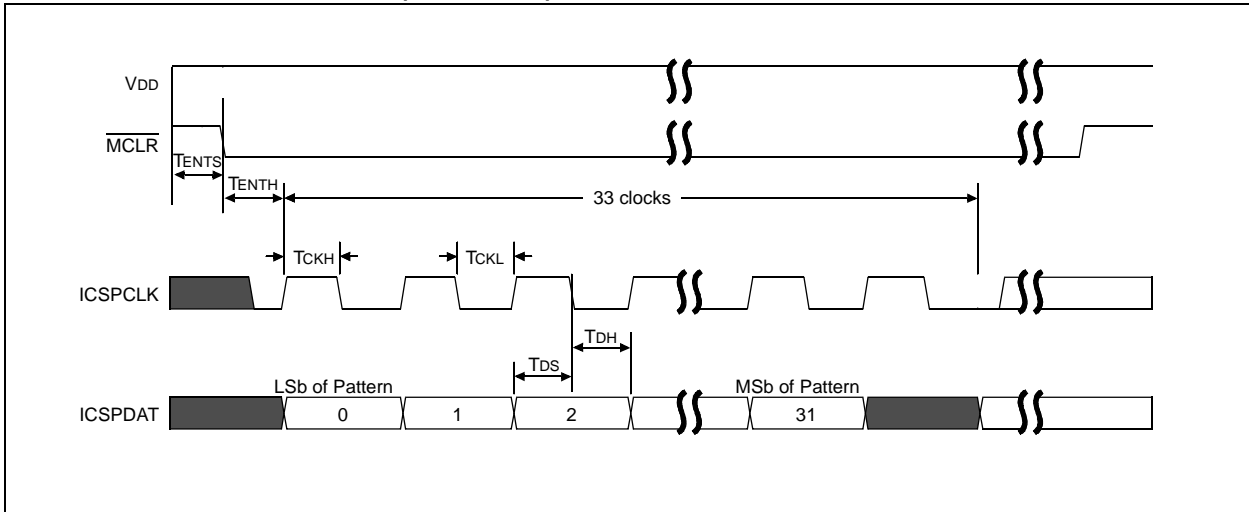 VDD
MCLR
TENTS
TENTH
33 clocks
TCKH
TCKL
ICSPCLK
TDH
TDS
LSb of Pattern
MSb of Pattern
ICSPDAT
0
1
2
31